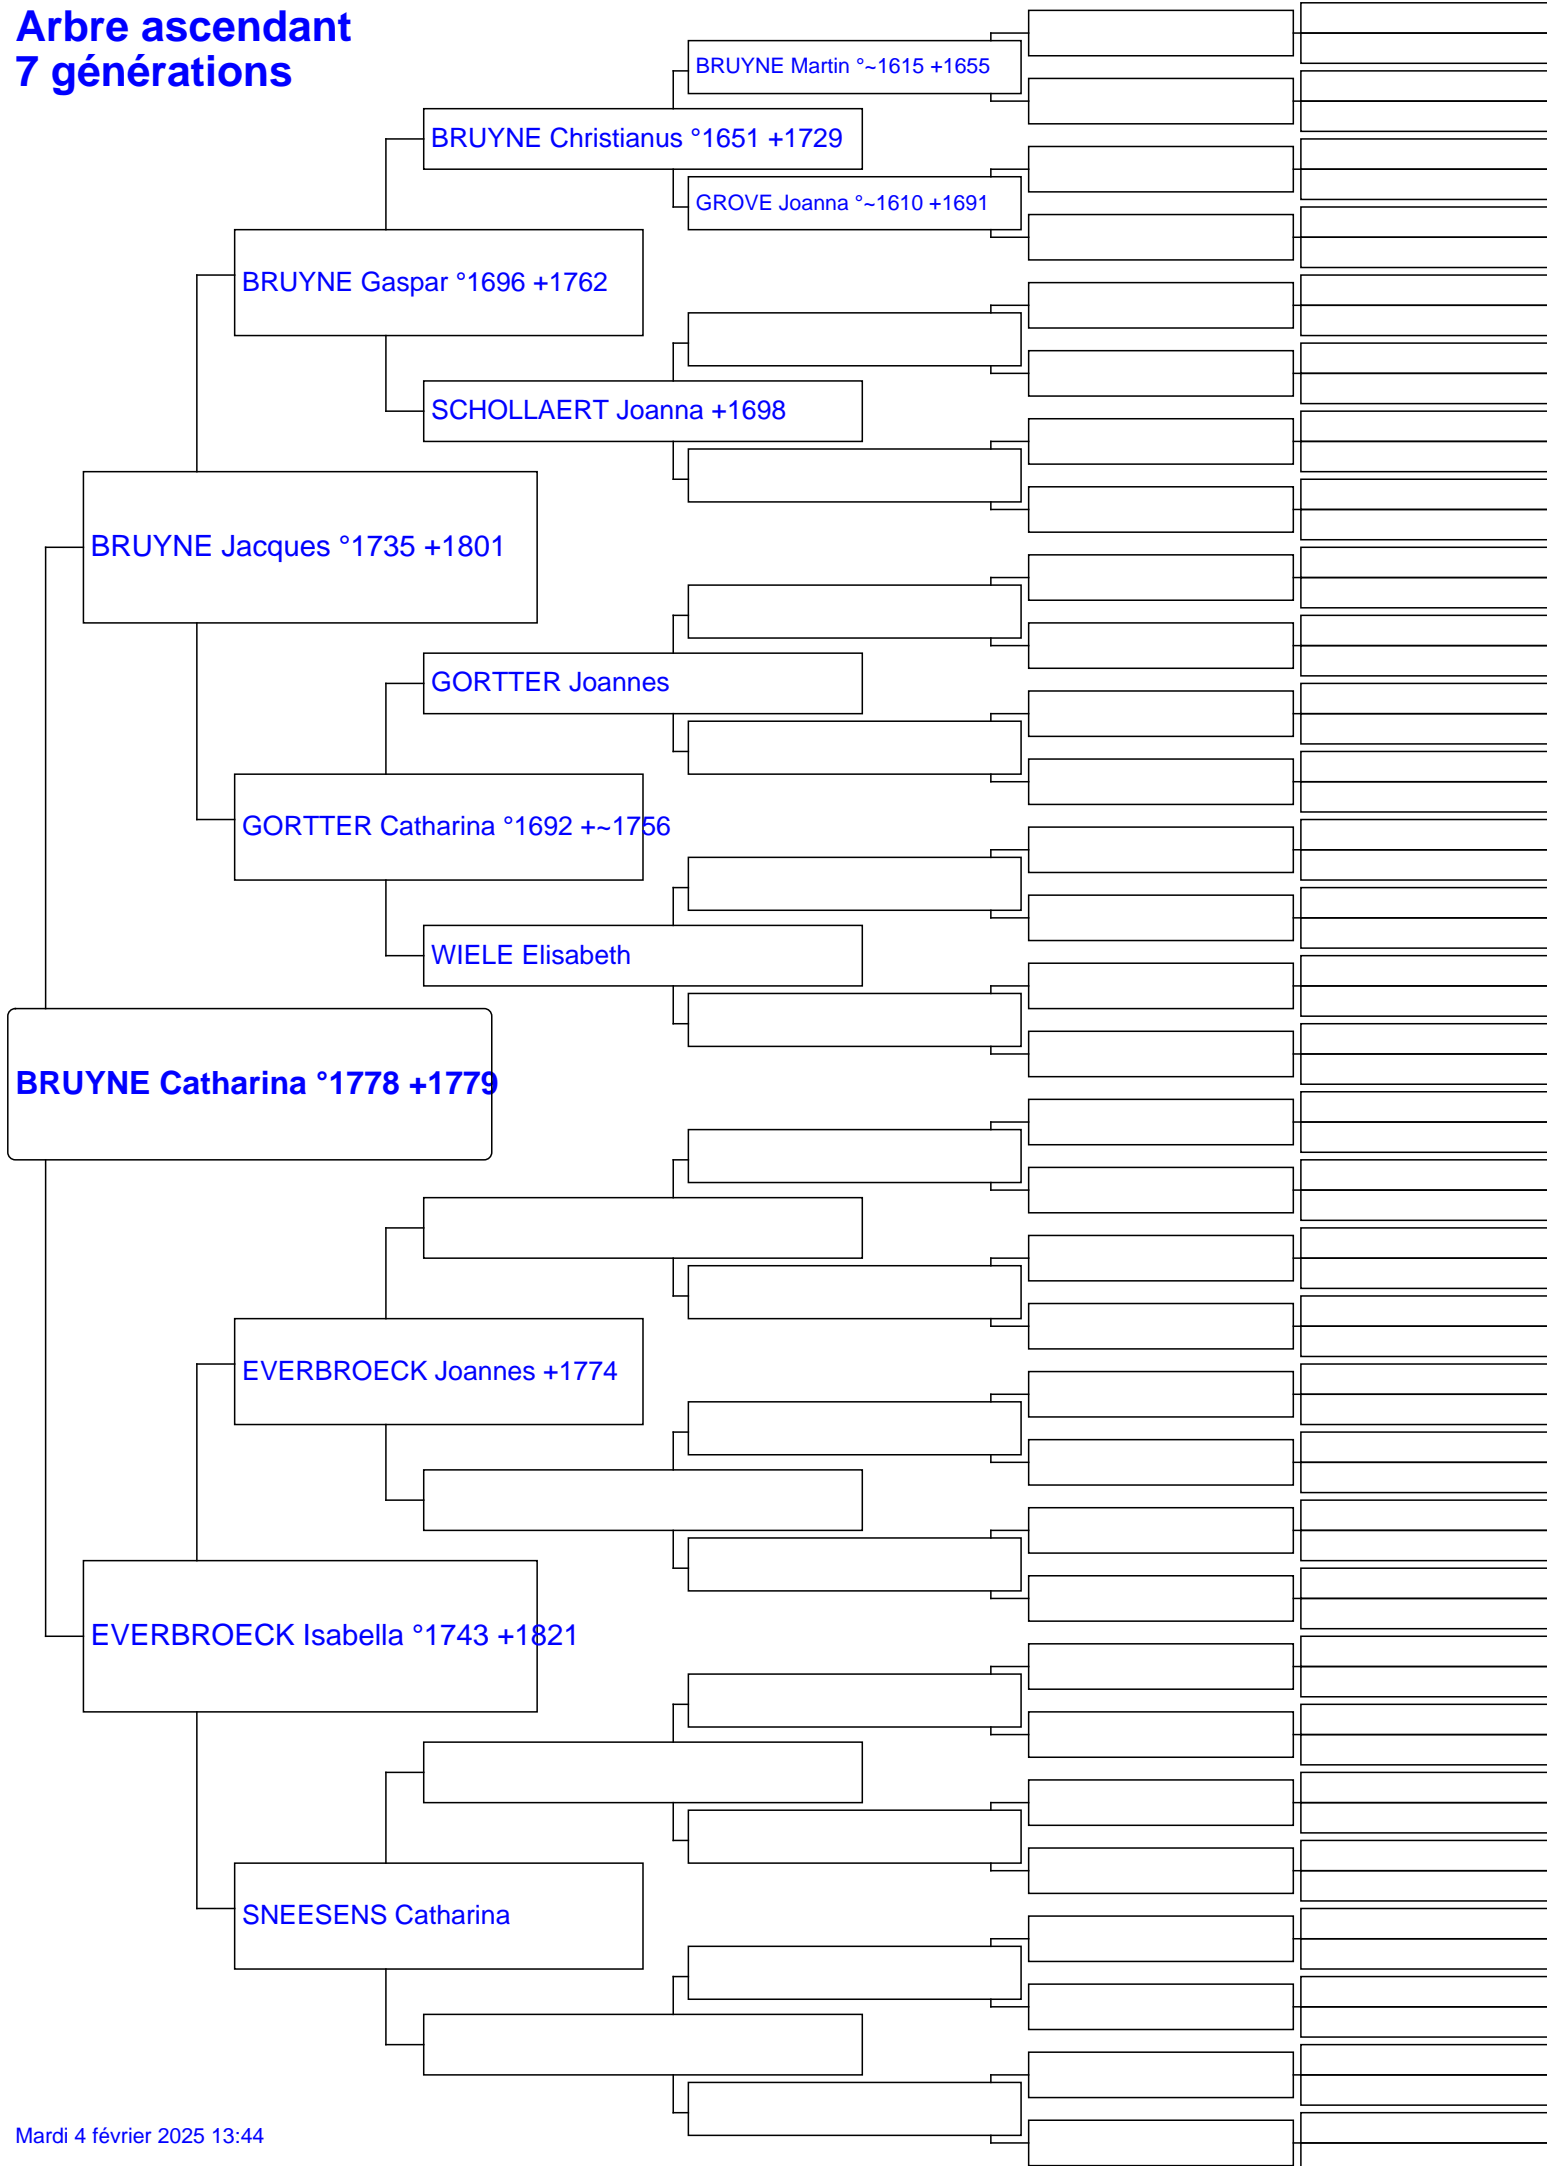 Arbre ascendant
7 générations
BRUYNE Martin °~1615 +1655
BRUYNE Christianus °1651 +1729
GROVE Joanna °~1610 +1691
BRUYNE Gaspar °1696 +1762
SCHOLLAERT Joanna +1698
BRUYNE Jacques °1735 +1801
GORTTER Joannes
GORTTER Catharina °1692 +~1756
WIELE Elisabeth
BRUYNE Catharina °1778 +1779
EVERBROECK Joannes +1774
EVERBROECK Isabella °1743 +1821
SNEESENS Catharina
Mardi 4 février 2025 13:44